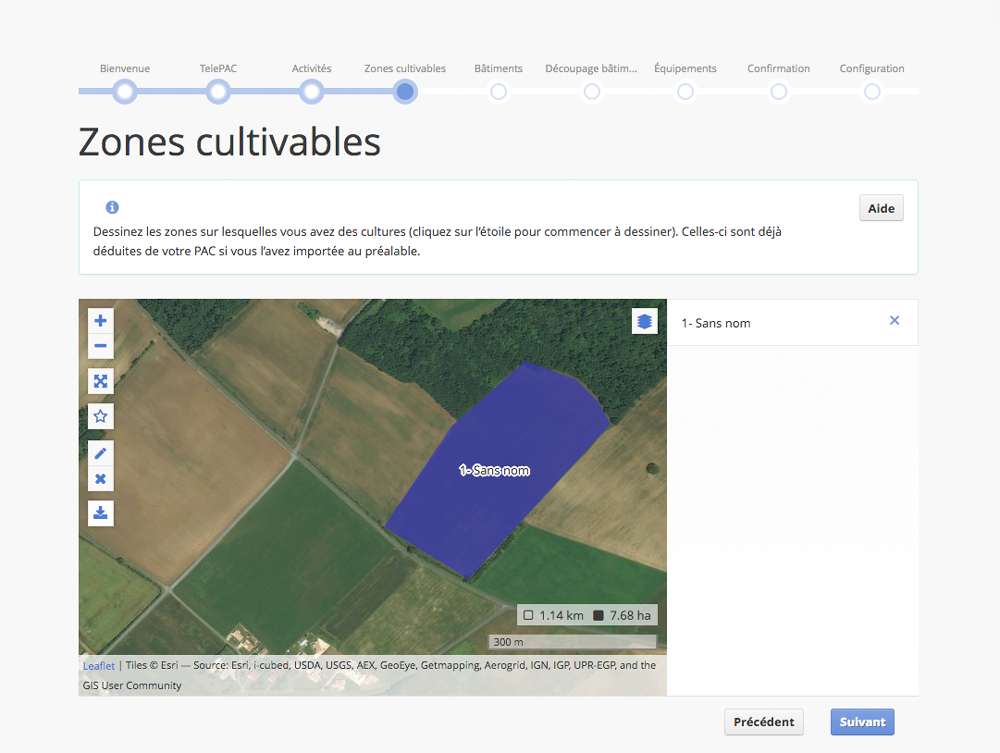 Bienvenue
TelePAC
Activités
Zones cultivables
Bâtiments
Découpage bâtim...
Équipements
Confirmation
Configuration
Zones cultivables
Aide
Dessinez les zones sur lesquelles vous avez des cultures (cliquez sur l'étoile pour commencer à dessiner). Celles-ci sont déjà
déduites de votre PAC si vous l'avez importée au préalable.
1- Sans nom
1- Sans nom
1.14 km 7.68 ha
300 m
Leaflet | Tiles © Esri — Source: Esri, i-cubed, USDA, USGS, AEX, GeoEye, Getmapping, Aerogrid, IGN, IGP, UPR-EGP, and the
GIS User Community
Précédent
Suivant